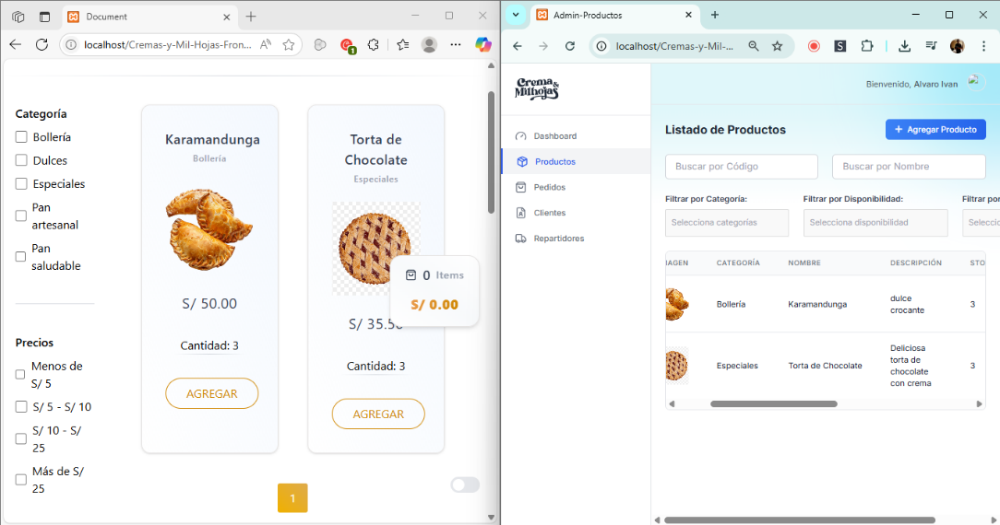 Document
localhost/Cremas-y-Mil-Hojas-Fron...
1
Categoría
Bollería
Dulces
Especiales
Pan
artesanal
Pan
saludable
Precios
Menos de
S/ 5
S/ 5 - S/ 10
S/ 10 - S/
25
Más de S/
25
Karamandunga
Bollería
S/ 50.00
Cantidad: 3
AGREGAR
Torta de
Chocolate
Especiales
S/ 35.50
Cantidad: 3
AGREGAR
0 Items
S/ 0.00
1
Admin-Productos
localhost/Cremas-y-Mil-...
S
Crema &
Milhojas
Bienvenido, Alvaro Ivan
Dashboard
Productos
Pedidos
Clientes
Repartidores
Listado de Productos
+ Agregar Producto
Buscar por Código
Buscar por Nombre
Filtrar por Categoría:
Filtrar por Disponibilidad:
Filtrar por
Selecciona categorías
Selecciona disponibilidad
Selecci
MAGEN CATEGORÍA NOMBRE DESCRIPCIÓN STO
Bollería Karamandunga dulce crocante 3
Especiales Torta de Chocolate Deliciosa torta de chocolate con crema 3